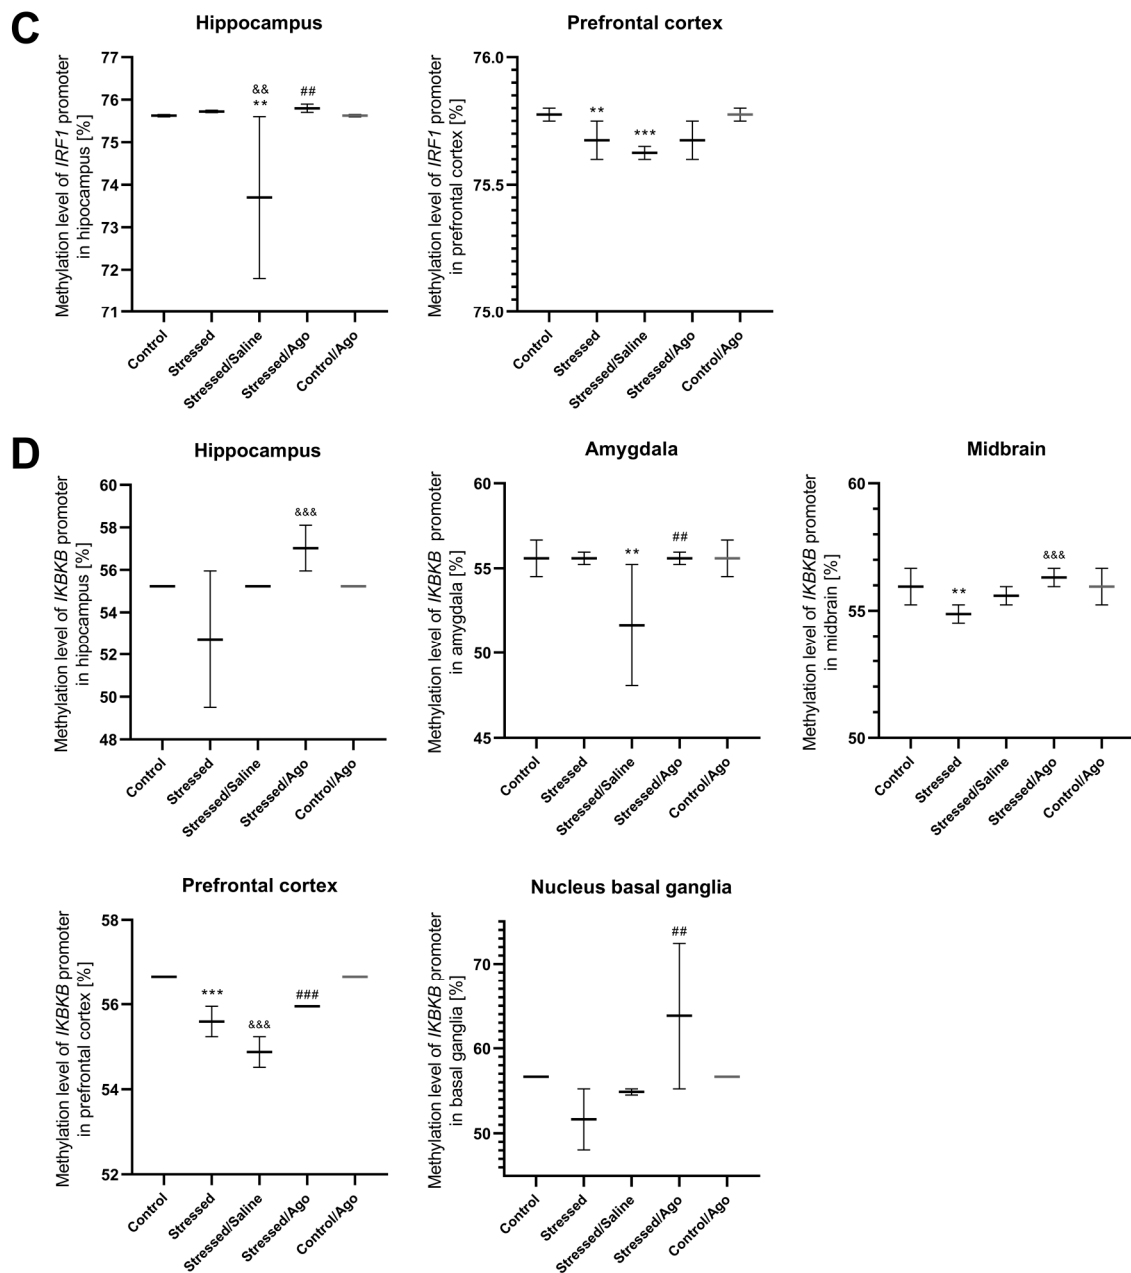 C
Hippocampus
Methylation level of IRF1 promoter
in hipocampus [%]
77
76
75
74
73
72
71
&&
**
##
Control
Stressed
Stressed/Saline
Stressed/Ago
Control/Ago
Prefrontal cortex
Methylation level of IRF1 promoter
in prefrontal cortex [%]
76.0
75.5
75.0
**
***
Control
Stressed
Stressed/Saline
Stressed/Ago
Control/Ago
D
Hippocampus
Methylation level of IKBKB promoter
in hipocampus [%]
60
58
56
54
52
50
48
&&&
Control
Stressed
Stressed/Saline
Stressed/Ago
Control/Ago
Amygdala
Methylation level of IKBKB promoter
in amygdala [%]
60
55
50
45
**
##
Control
Stressed
Stressed/Saline
Stressed/Ago
Control/Ago
Midbrain
Methylation level of IKBKB promoter
in midbrain [%]
60
55
50
**
&&&
Control
Stressed
Stressed/Saline
Stressed/Ago
Control/Ago
Prefrontal cortex
Methylation level of IKBKB promoter
in prefrontal cortex [%]
58
56
54
52
***
&&&
###
Control
Stressed
Stressed/Saline
Stressed/Ago
Control/Ago
Nucleus basal ganglia
Methylation level of IKBKB promoter
in basal ganglia [%]
70
60
50
##
Control
Stressed
Stressed/Saline
Stressed/Ago
Control/Ago